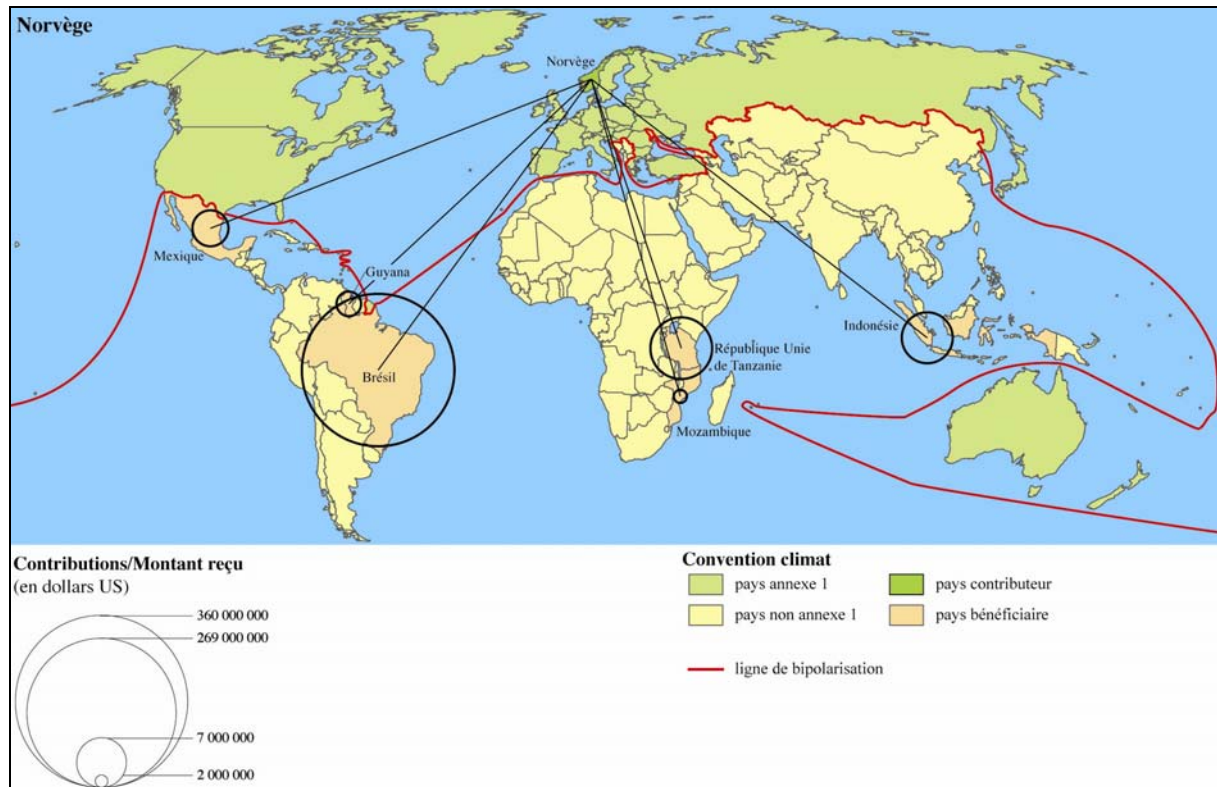 Norvège
Norvège
Mexique
Guyana
Brésil
Indonésie
République Unie
de Tanzanie
Mozambique
Contributions/Montant reçu
(en dollars US)
360 000 000
269 000 000
7 000 000
2 000 000
Convention climat
pays annexe 1
pays contributeur
pays non annexe 1
pays bénéficiaire
ligne de bipolarisation